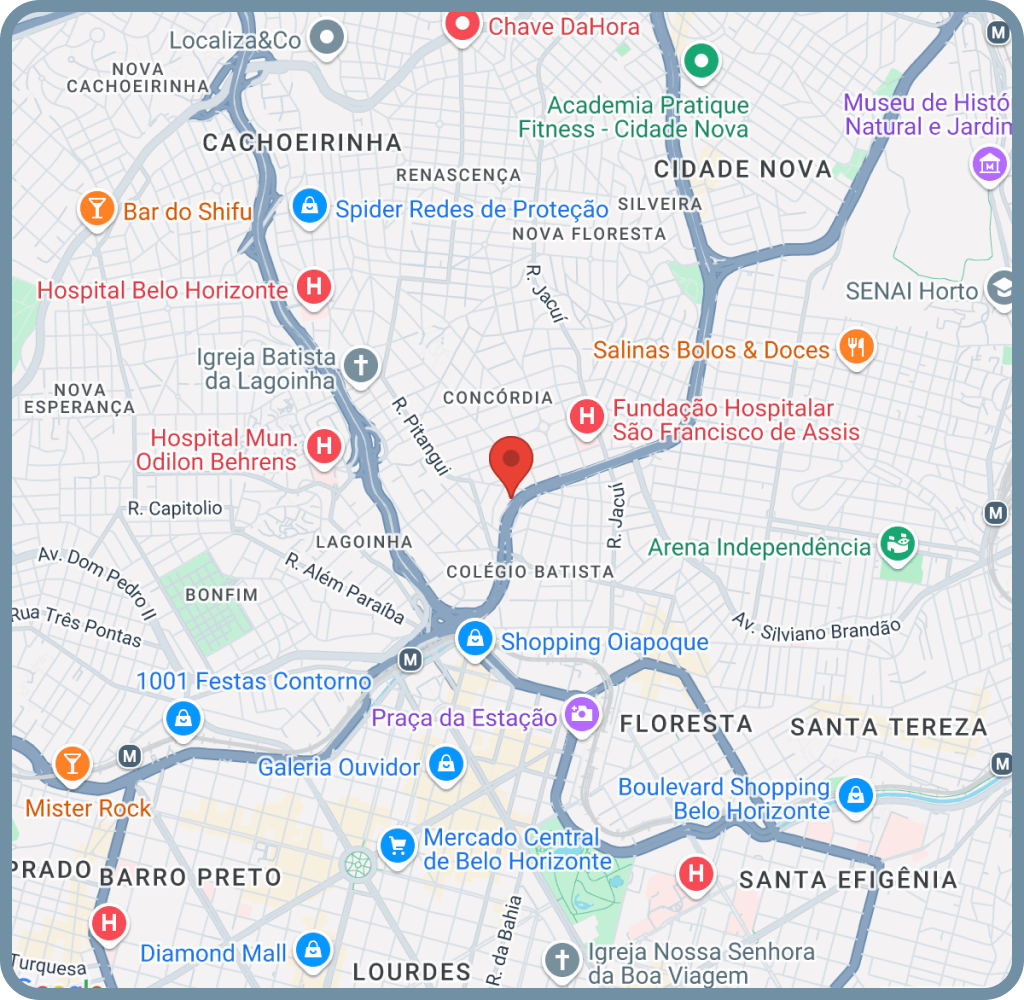 Localiza&Co
Chave DaHora
M
NOVA
CACHOEIRINHA
Academia Pratique
Fitness - Cidade Nova
Museu de Histó
Natural e Jardim
M
CACHOEIRINHA
CIDADE NOVA
RENASCENÇA
SILVEIRA
Bar do Shifu
Spider Redes de Proteção
NOVA FLORESTA
R. Jacuí
Hospital Belo Horizonte
H
SENAI Horto
Igreja Batista
da Lagoinha
Salinas Bolos & Doces
NOVA
ESPERANÇA
CONCÓRDIA
R. Pitangui
H
Fundação Hospitalar
São Francisco de Assis
Hospital Mun.
Odilon Behrens
H
R. Capitolio
R. Jacuí
M
LAGOINHA
Arena Independência
Av. Dom Pedro II
R. Além Paraíba
COLÉGIO BATISTA
BONFIM
Rua Três Pontas
Av. Silviano Brandão
Shopping Oiapoque
M
1001 Festas Contorno
Praça da Estação
FLORESTA
SANTA TEREZA
M
Galeria Ouvidor
M
Mister Rock
Boulevard Shopping
Belo Horizonte
Mercado Central
de Belo Horizonte
PRADO
BARRO PRETO
H
SANTA EFIGÊNIA
H
R. da Bahia
Diamond Mall
Igreja Nossa Senhora
da Boa Viagem
Turquesa
LOURDES